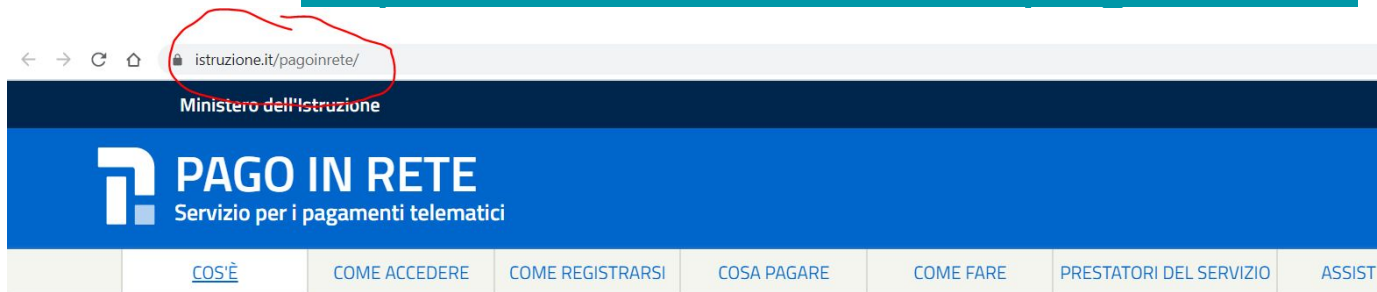 istruzione.it/pagoinrete/
Ministero dell'Istruzione
PAGO IN RETE
Servizio per i pagamenti telematici
COS'È COME ACCEDERE COME REGISTRARSI COSA PAGARE COME FARE PRESTATORI DEL SERVIZIO ASSIST